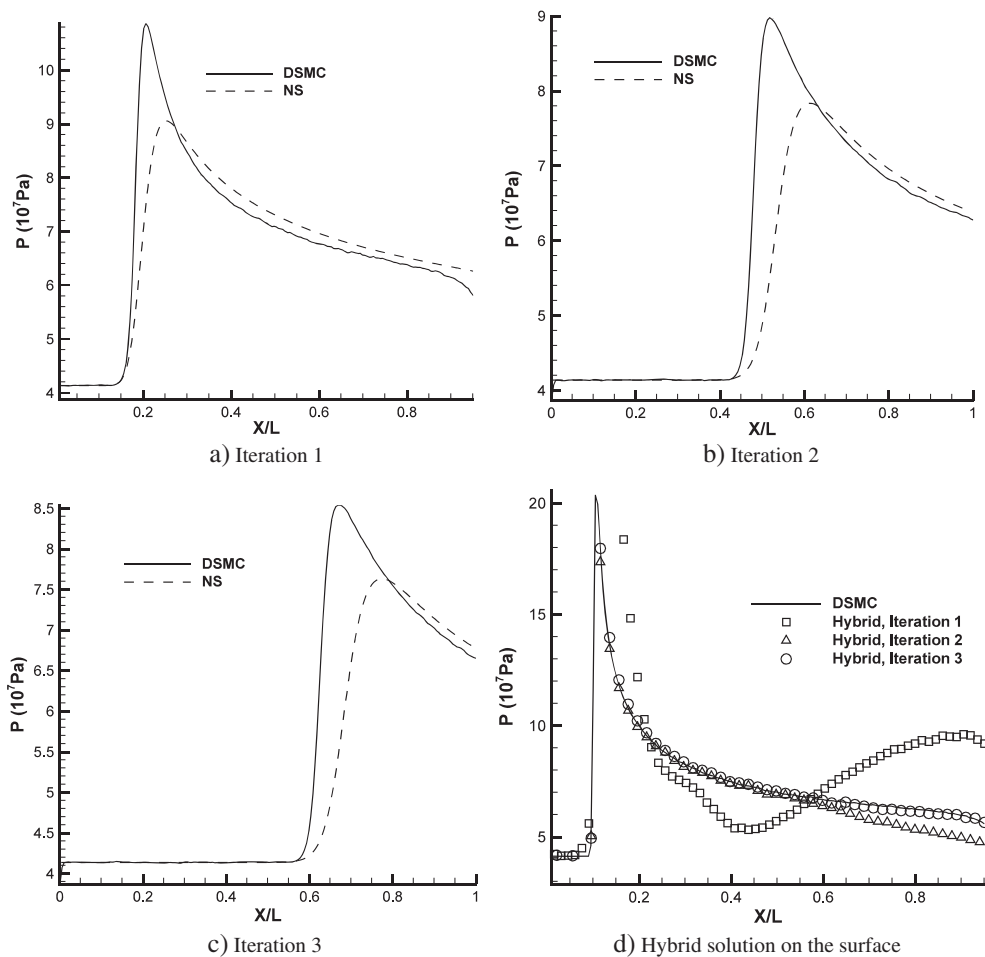 DSMC
NS
P (10⁷Pa)
10
9
8
7
6
5
4
0.2
0.4
0.6
0.8
X/L
a) Iteration 1
DSMC
NS
P (10⁷Pa)
9
8
7
6
5
4
0
0.2
0.4
0.6
0.8
1
X/L
b) Iteration 2
DSMC
NS
P (10⁷Pa)
8.5
8
7.5
7
6.5
6
5.5
5
4.5
4
0
0.2
0.4
0.6
0.8
1
X/L
c) Iteration 3
DSMC
Hybrid, Iteration 1
Hybrid, Iteration 2
Hybrid, Iteration 3
P (10⁷Pa)
20
15
10
5
0.2
0.4
0.6
0.8
X/L
d) Hybrid solution on the surface